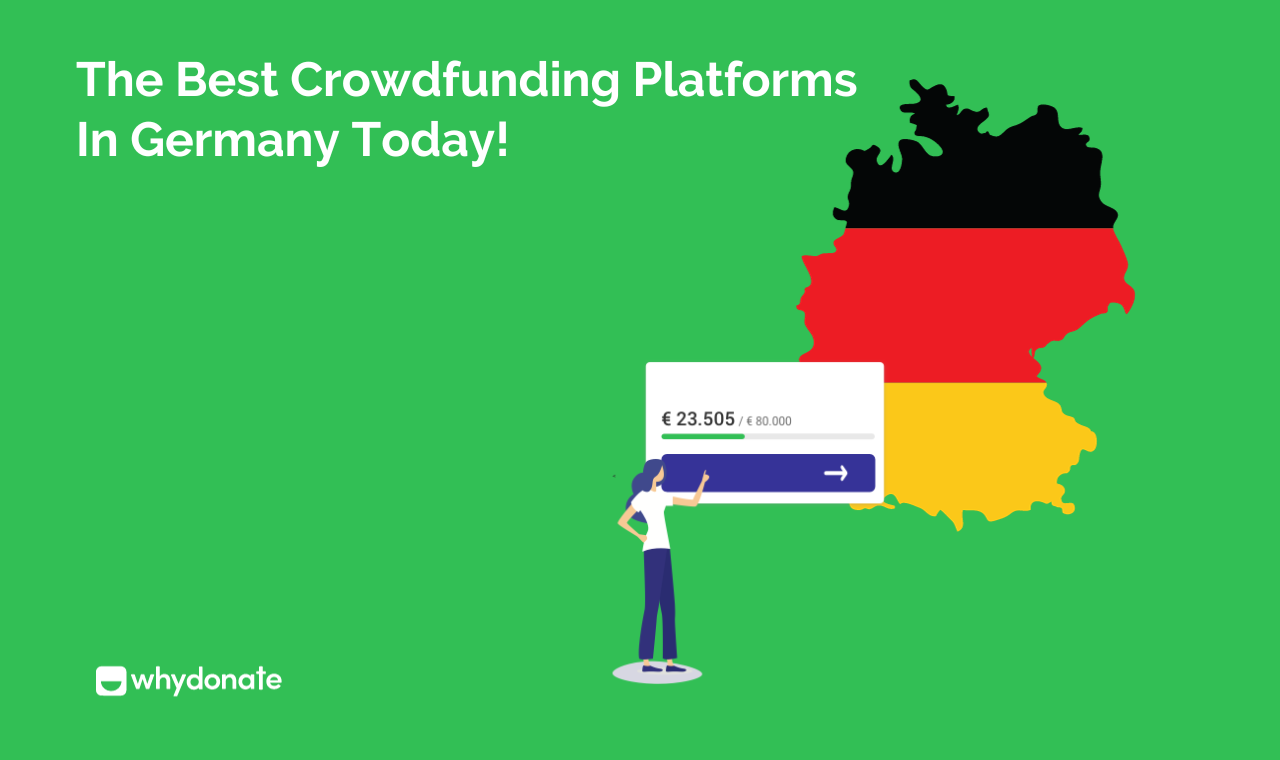 The Best Crowdfunding Platforms
In Germany Today!
€ 23.505 / € 80.000
whydonate